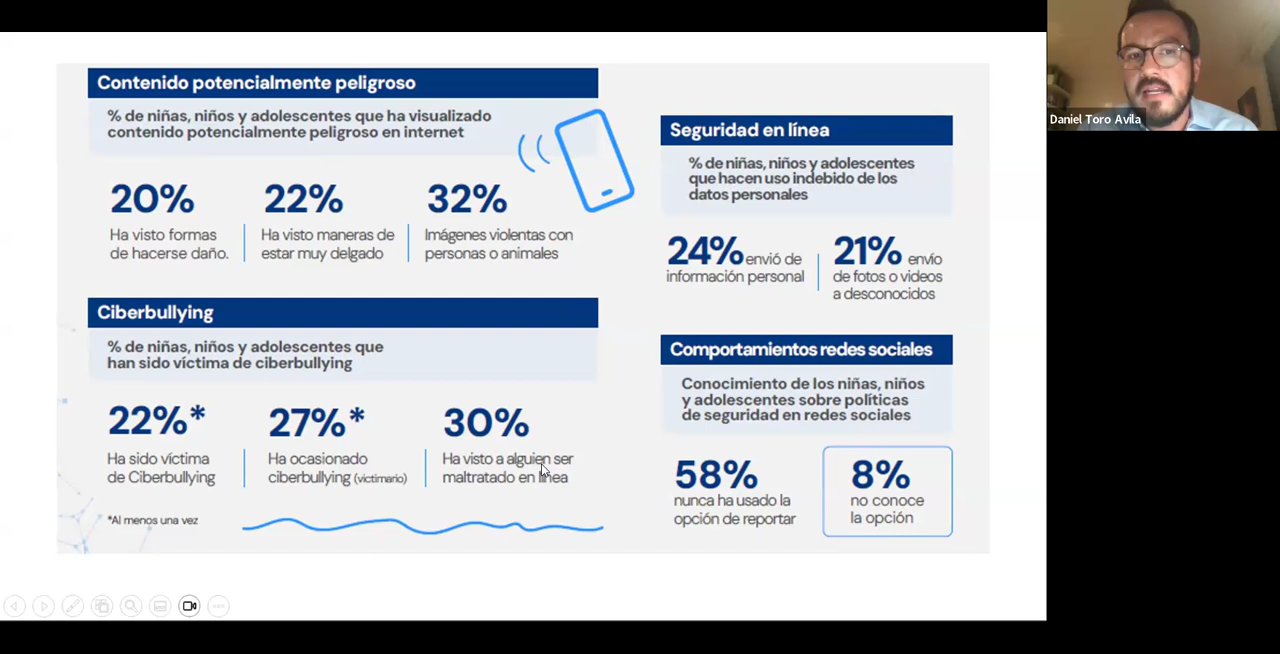 Contenido potencialmente peligroso
% de niñas, niños y adolescentes que ha visualizado
contenido potencialmente peligroso en internet
20%
Ha visto formas
de hacerse daño.
22%
Ha visto maneras de
estar muy delgado
32%
Imágenes violentas con
personas o animales
Ciberbullying
% de niñas, niños y adolescentes que
han sido víctima de ciberbullying
22%*
Ha sido víctima
de Ciberbullying
27%*
Ha ocasionado
ciberbullying (victimario)
30%
Ha visto a alguien ser
maltratado en línea
*Al menos una vez
Seguridad en línea
% de niñas, niños y adolescentes
que hacen uso indebido de los
datos personales
24% envió de
información personal
21% envío
de fotos o videos
a desconocidos
Comportamientos redes sociales
Conocimiento de los niñas, niños
y adolescentes sobre políticas
de seguridad en redes sociales
58%
nunca ha usado la
opción de reportar
8%
no conoce
la opción
Daniel Toro Avila